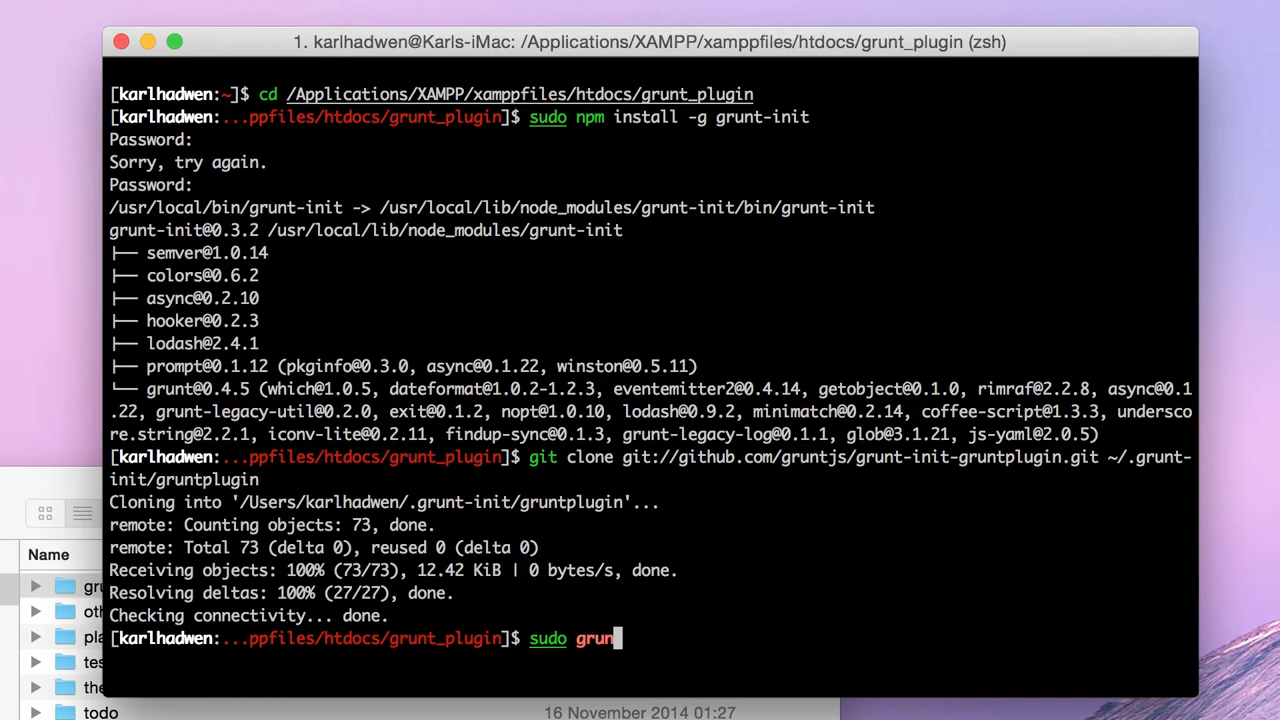 1. karlhadwen@Karls-iMac: /Applications/XAMPP/xamppfiles/htdocs/grunt_plugin (zsh)
[karlhadwen:~]$ cd /Applications/XAMPP/xamppfiles/htdocs/grunt_plugin
[karlhadwen:...ppfiles/htdocs/grunt_plugin]$ sudo npm install -g grunt-init
Password:
Sorry, try again.
Password:
/usr/local/bin/grunt-init -> /usr/local/lib/node_modules/grunt-init/bin/grunt-init
grunt-init@0.3.2 /usr/local/lib/node_modules/grunt-init
├── semver@1.0.14
├── colors@0.6.2
├── async@0.2.10
├── hooker@0.2.3
├── lodash@2.4.1
├── prompt@0.1.12 (pkginfo@0.3.0, async@0.1.22, winston@0.5.11)
└── grunt@0.4.5 (which@1.0.5, dateformat@1.0.2-1.2.3, eventemitter2@0.4.14, getobject@0.1.0, rimraf@2.2.8, async@0.1
.22, grunt-legacy-util@0.2.0, exit@0.1.2, nopt@1.0.10, lodash@0.9.2, minimatch@0.2.14, coffee-script@1.3.3, undersco
re.string@2.2.1, iconv-lite@0.2.11, findup-sync@0.1.3, grunt-legacy-log@0.1.1, glob@3.1.21, js-yaml@2.0.5)
[karlhadwen:...ppfiles/htdocs/grunt_plugin]$ git clone git://github.com/gruntjs/grunt-init-gruntplugin.git ~/.grunt-
init/gruntplugin
Cloning into '/Users/karlhadwen/.grunt-init/gruntplugin'...
remote: Counting objects: 73, done.
remote: Total 73 (delta 0), reused 0 (delta 0)
Receiving objects: 100% (73/73), 12.42 KiB | 0 bytes/s, done.
Resolving deltas: 100% (27/27), done.
Checking connectivity... done.
[karlhadwen:...ppfiles/htdocs/grunt_plugin]$ sudo grun
Name
gr
oth
pla
tes
the
todo 16 November 2014 01:27